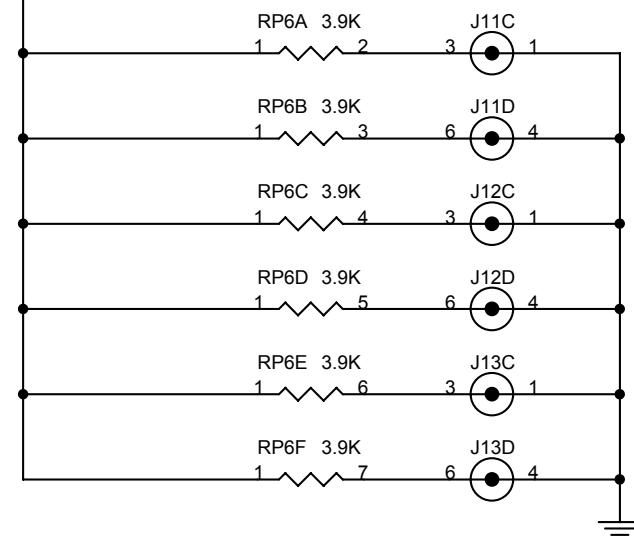 RP6A 3.9K J11C
1 2 3 1
RP6B 3.9K J11D
1 3 6 4
RP6C 3.9K J12C
1 4 3 1
RP6D 3.9K J12D
1 5 6 4
RP6E 3.9K J13C
1 6 3 1
RP6F 3.9K J13D
1 7 6 4